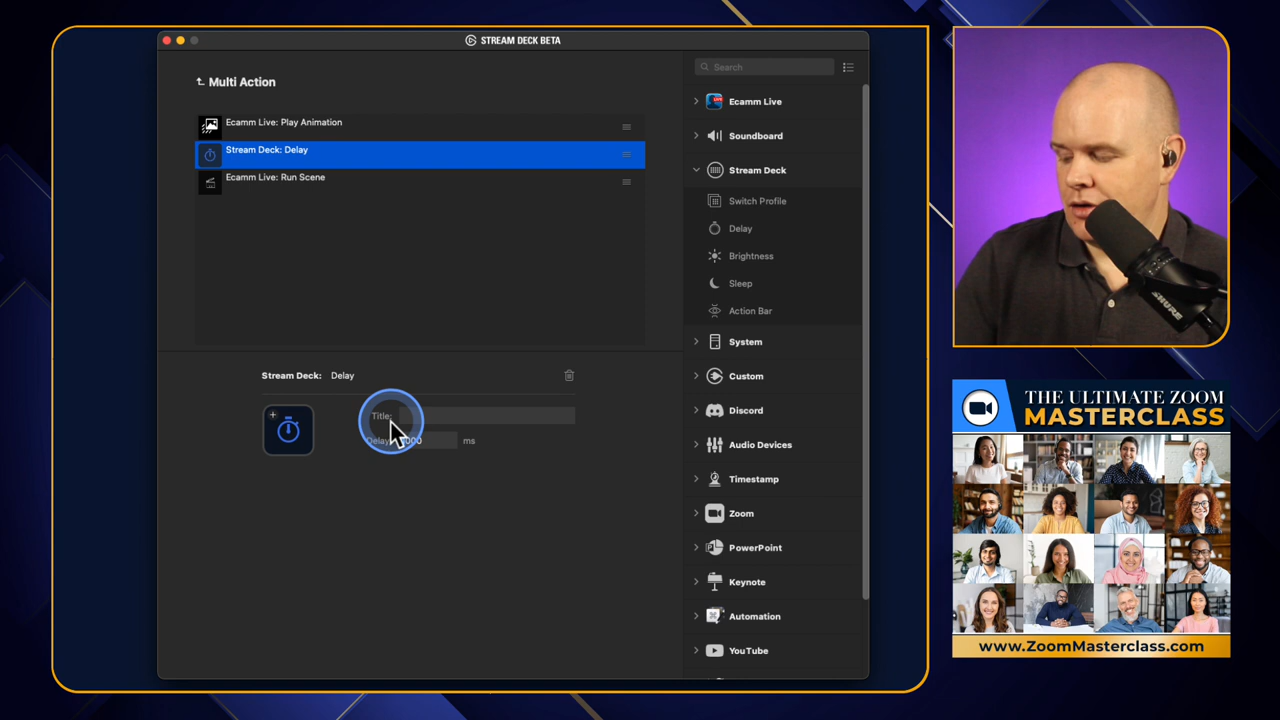 STREAM DECK BETA
Multi Action
Ecamm Live: Play Animation
Stream Deck: Delay
Ecamm Live: Run Scene
Stream Deck: Delay
Title:
ms
Search
Ecamm Live
Soundboard
Stream Deck
Switch Profile
Delay
Brightness
Sleep
Action Bar
System
Custom
Discord
Audio Devices
Timestamp
Zoom
PowerPoint
Keynote
Automation
YouTube
SHURE
THE ULTIMATE ZOOM
MASTERCLASS
www.ZoomMasterclass.com